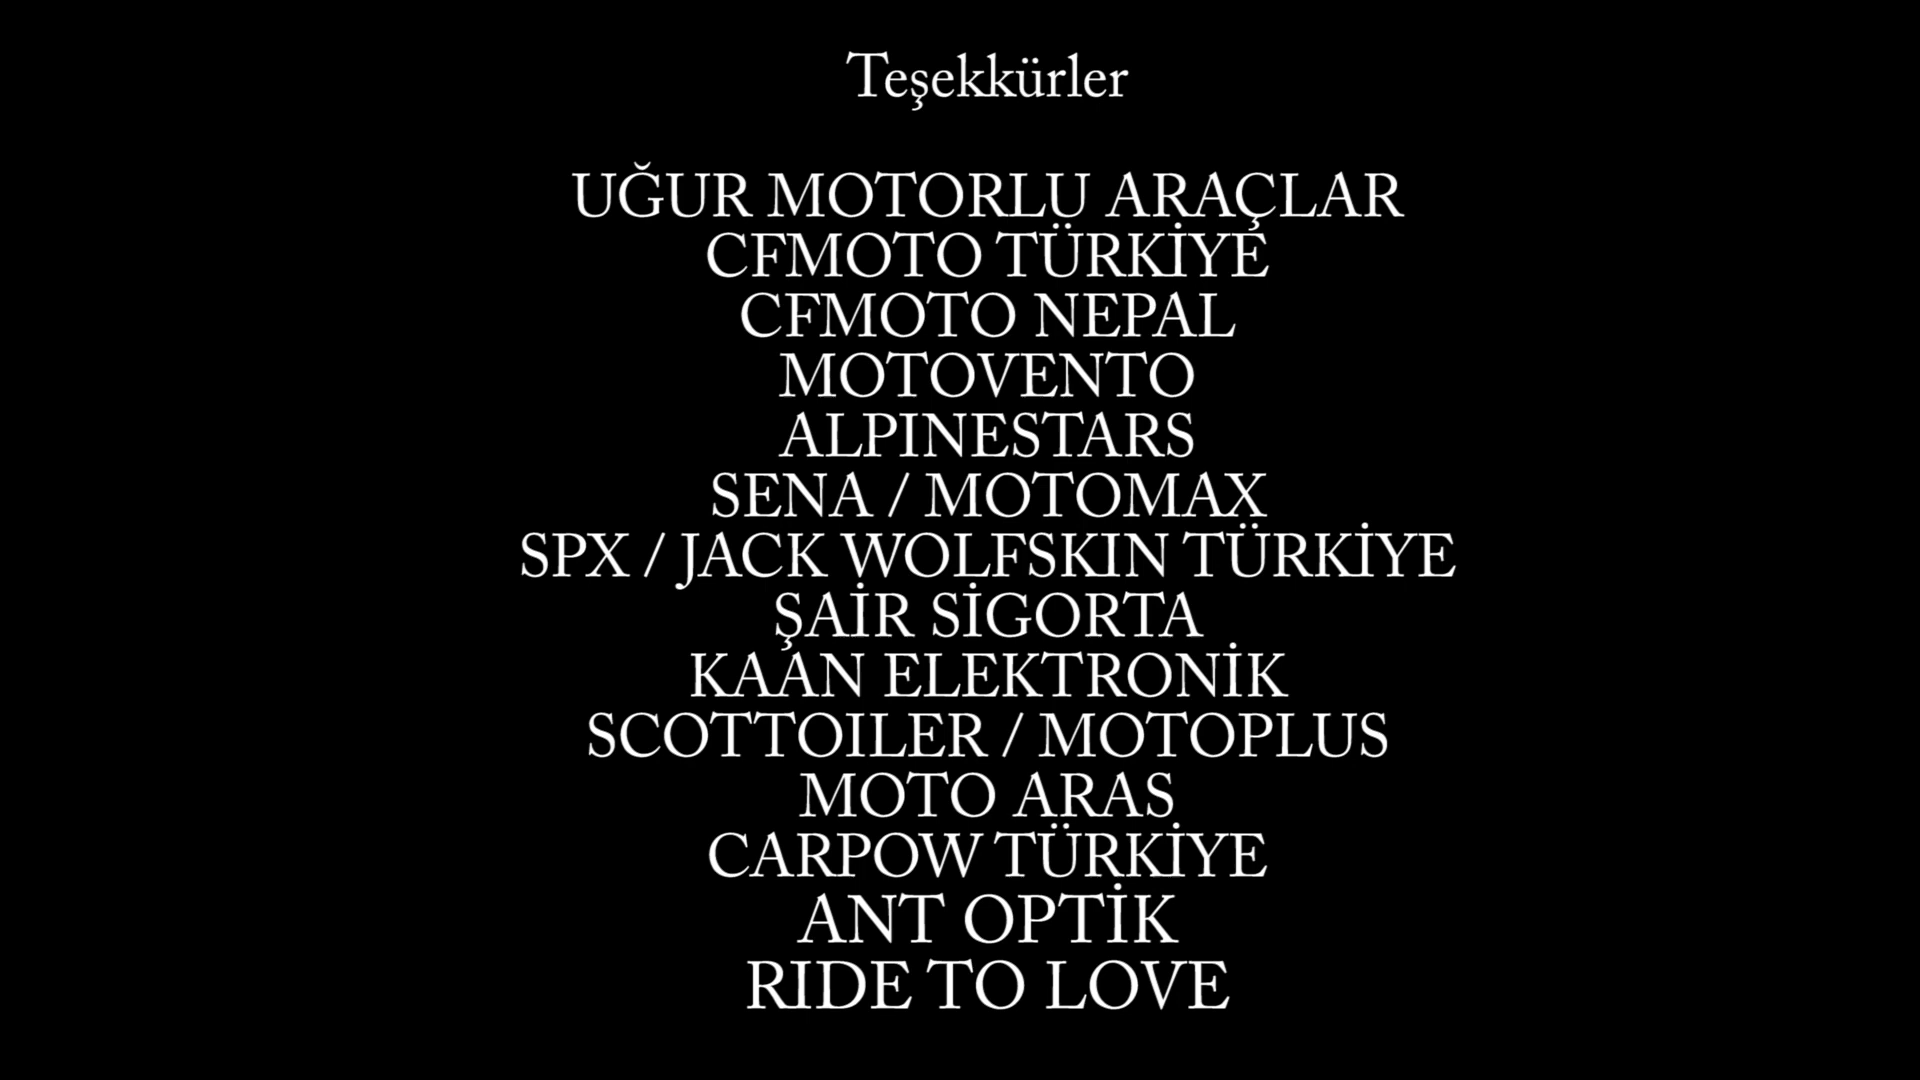 Teşekkürler
UĞUR MOTORLU ARAÇLAR
CFMOTO TÜRKİYE
CFMOTO NEPAL
MOTOVENTO
ALPINESTARS
SENA / MOTOMAX
SPX / JACK WOLFSKIN TÜRKİYE
ŞAİR SİGORTA
KAAN ELEKTRONİK
SCOTTOILER / MOTOPLUS
MOTO ARAS
CARPOW TÜRKİYE
ANT OPTİK
RIDE TO LOVE